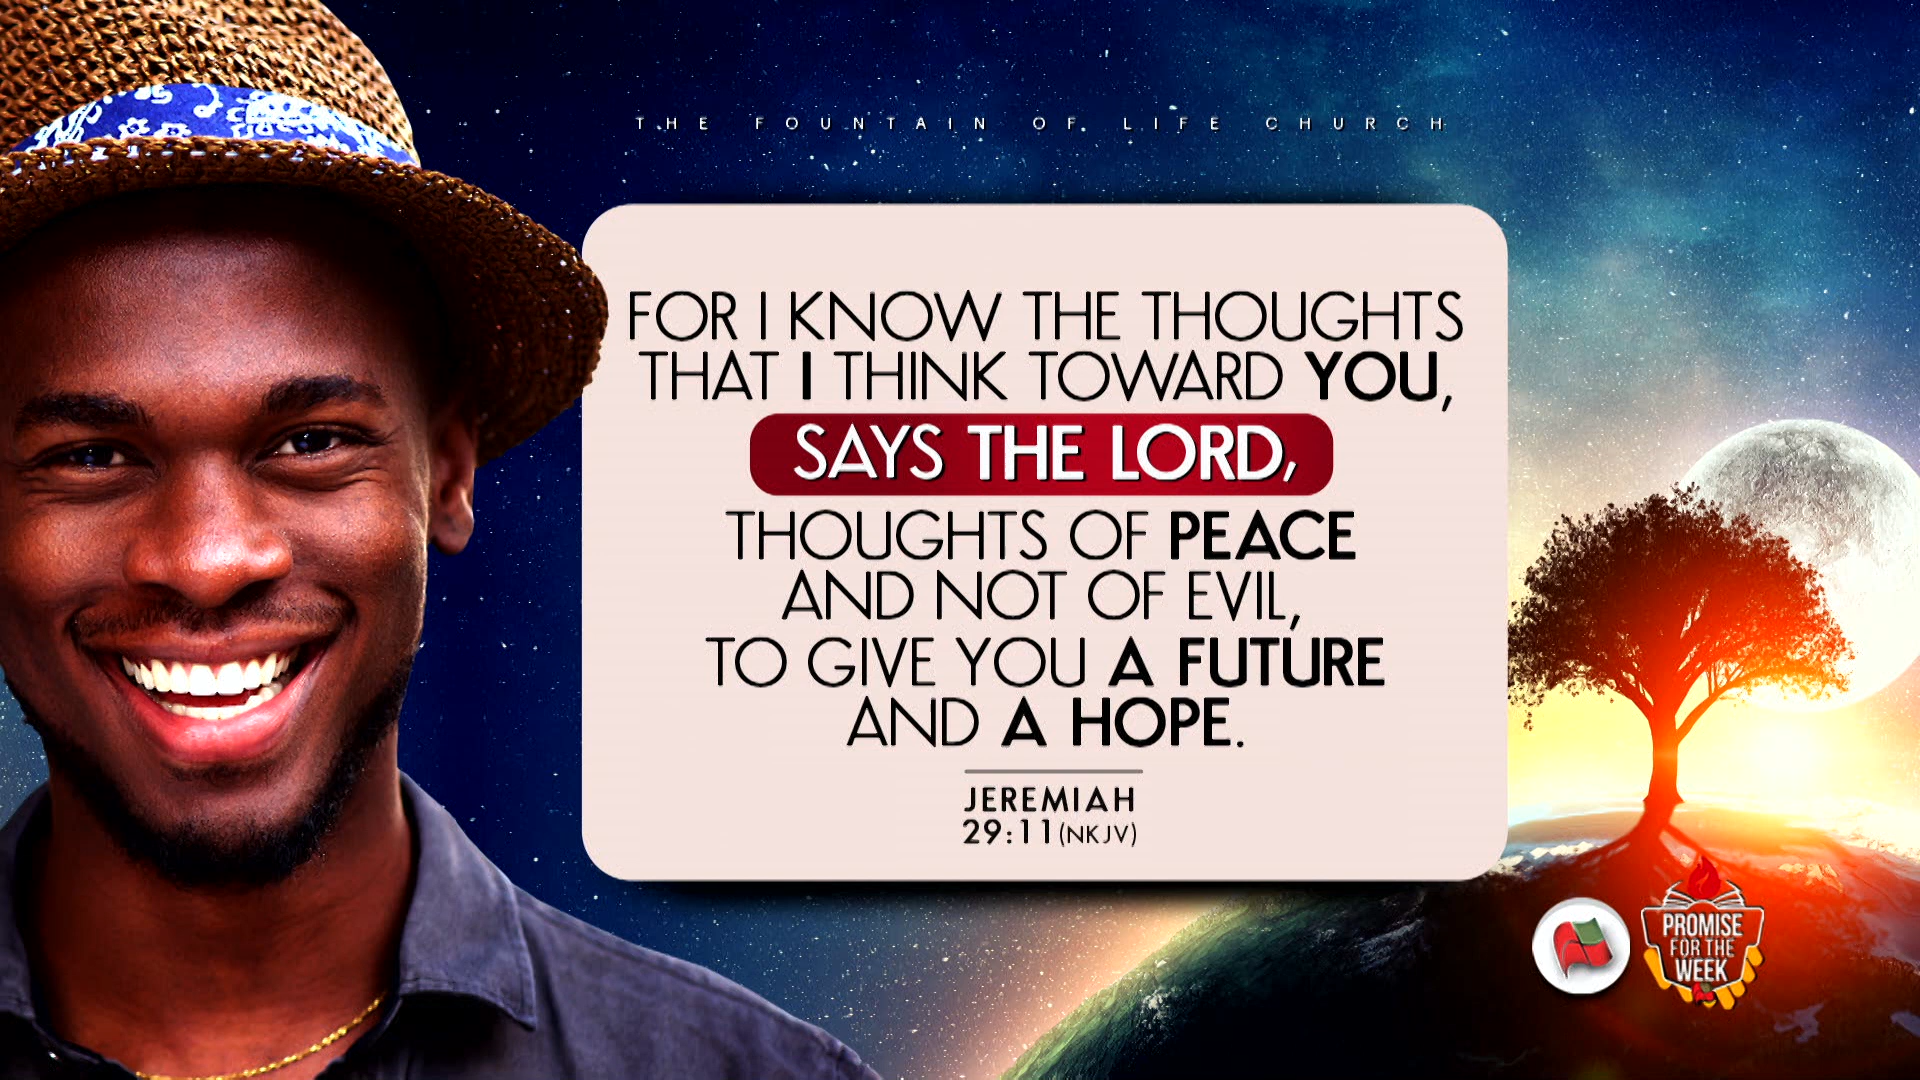 THE FOUNTAIN OF LIFE CHURCH
FOR I KNOW THE THOUGHTS
THAT I THINK TOWARD YOU,
SAYS THE LORD,
THOUGHTS OF PEACE
AND NOT OF EVIL,
TO GIVE YOU A FUTURE
AND A HOPE.
JEREMIAH
29:11(NKJV)
PROMISE
FOR THE
WEEK